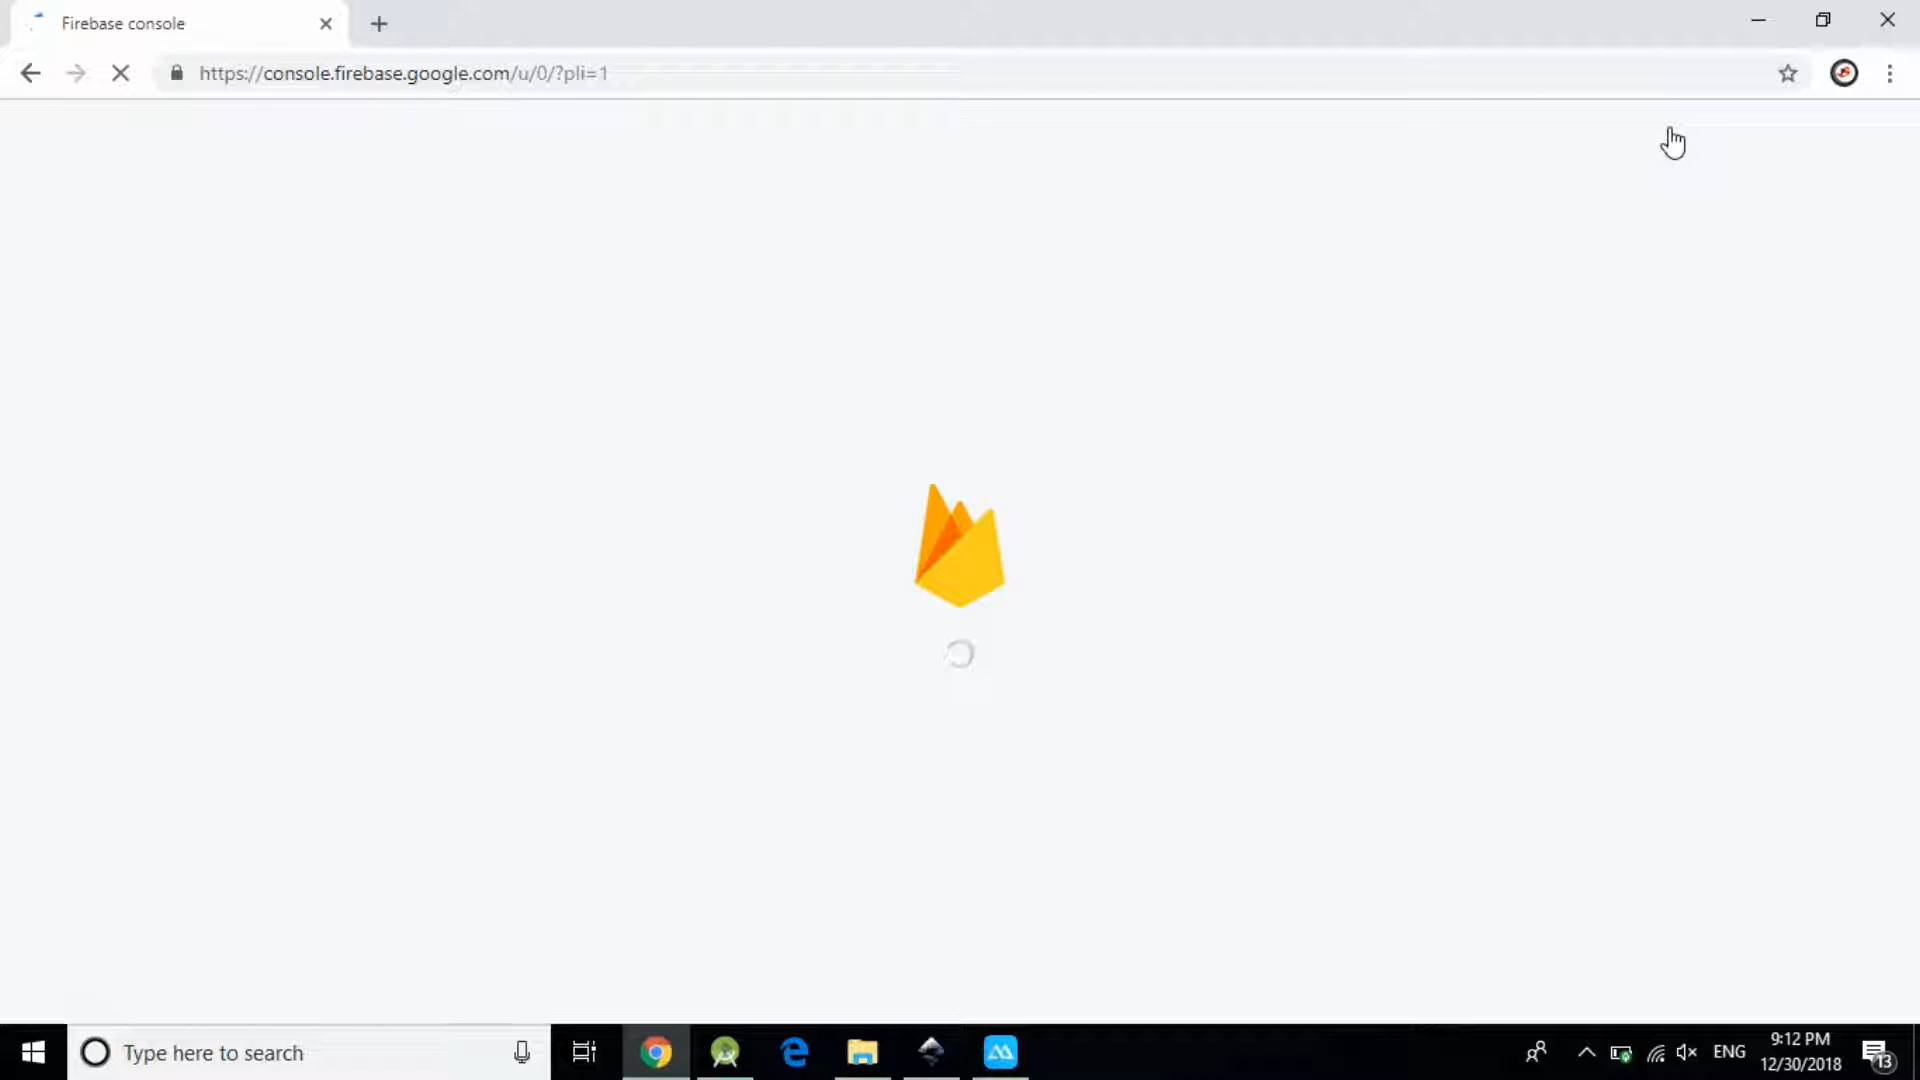 Firebase console
https://console.firebase.google.com/u/0/?pli=1
Type here to search
ENG
9:12 PM
12/30/2018
13